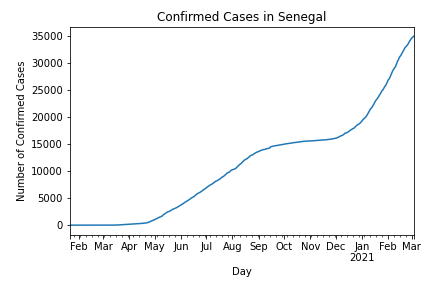 Confirmed Cases in Senegal
Number of Confirmed Cases
35000
30000
25000
20000
15000
10000
5000
0
Feb Mar Apr May Jun Jul Aug Sep Oct Nov Dec Jan Feb Mar
2021
Day